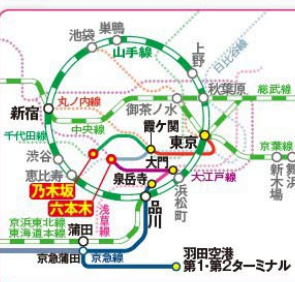 池袋
巣鴨
山手線
上野
日比谷線
新宿
丸ノ内線
御茶ノ水
秋葉原
総武線
千代田線
中央線
霞ケ関
東京
京葉線
渋谷
大門
恵比寿
泉岳寺
大江戸線
新木場
舞浜
乃木坂
六本木
浅草線
品川
浜松町
京浜東北線
東海道本線
蒲田
京急蒲田
京急線
羽田空港
第1・第2ターミナル